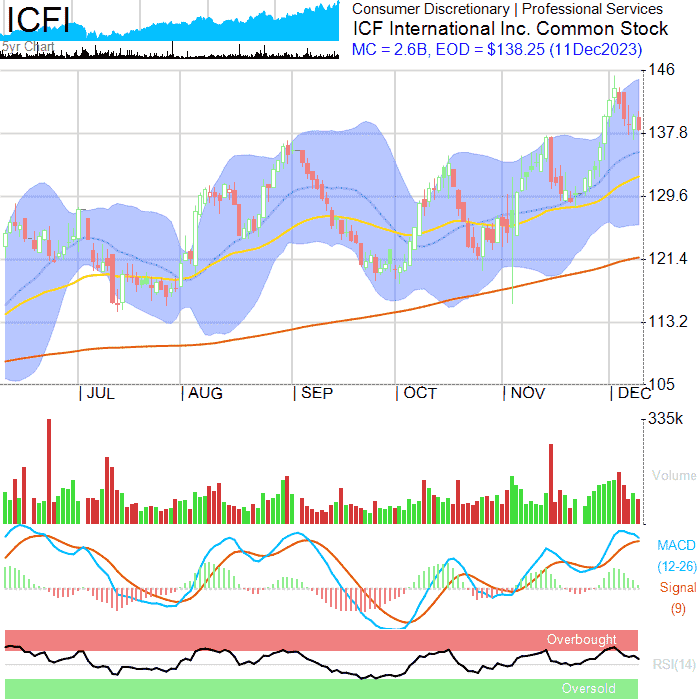 ICFI
5yr Chart
Consumer Discretionary | Professional Services
ICF International Inc. Common Stock
MC = 2.6B, EOD = $138.25 (11Dec2023)
146
137.8
129.6
121.4
113.2
105
| JUL | AUG | SEP | OCT | NOV | DEC
335k
Volume
MACD
(12-26)
Signal
(9)
Overbought
RSI(14)
Oversold